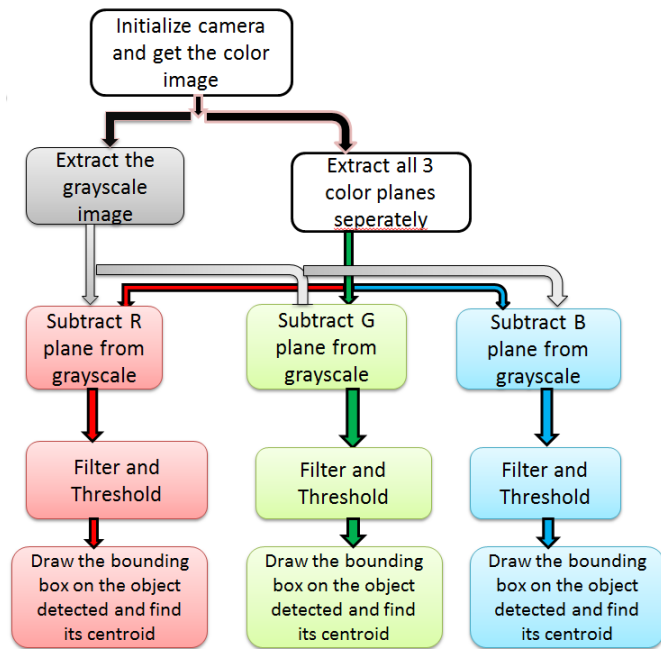 Initialize camera
and get the color
image
Extract the
grayscale
image
Extract all 3
color planes
seperately
Subtract R
plane from
grayscale
Subtract G
plane from
grayscale
Subtract B
plane from
grayscale
Filter and
Threshold
Filter and
Threshold
Filter and
Threshold
Draw the bounding
box on the object
detected and find
its centroid
Draw the bounding
box on the object
detected and find
its centroid
Draw the bounding
box on the object
detected and find
its centroid